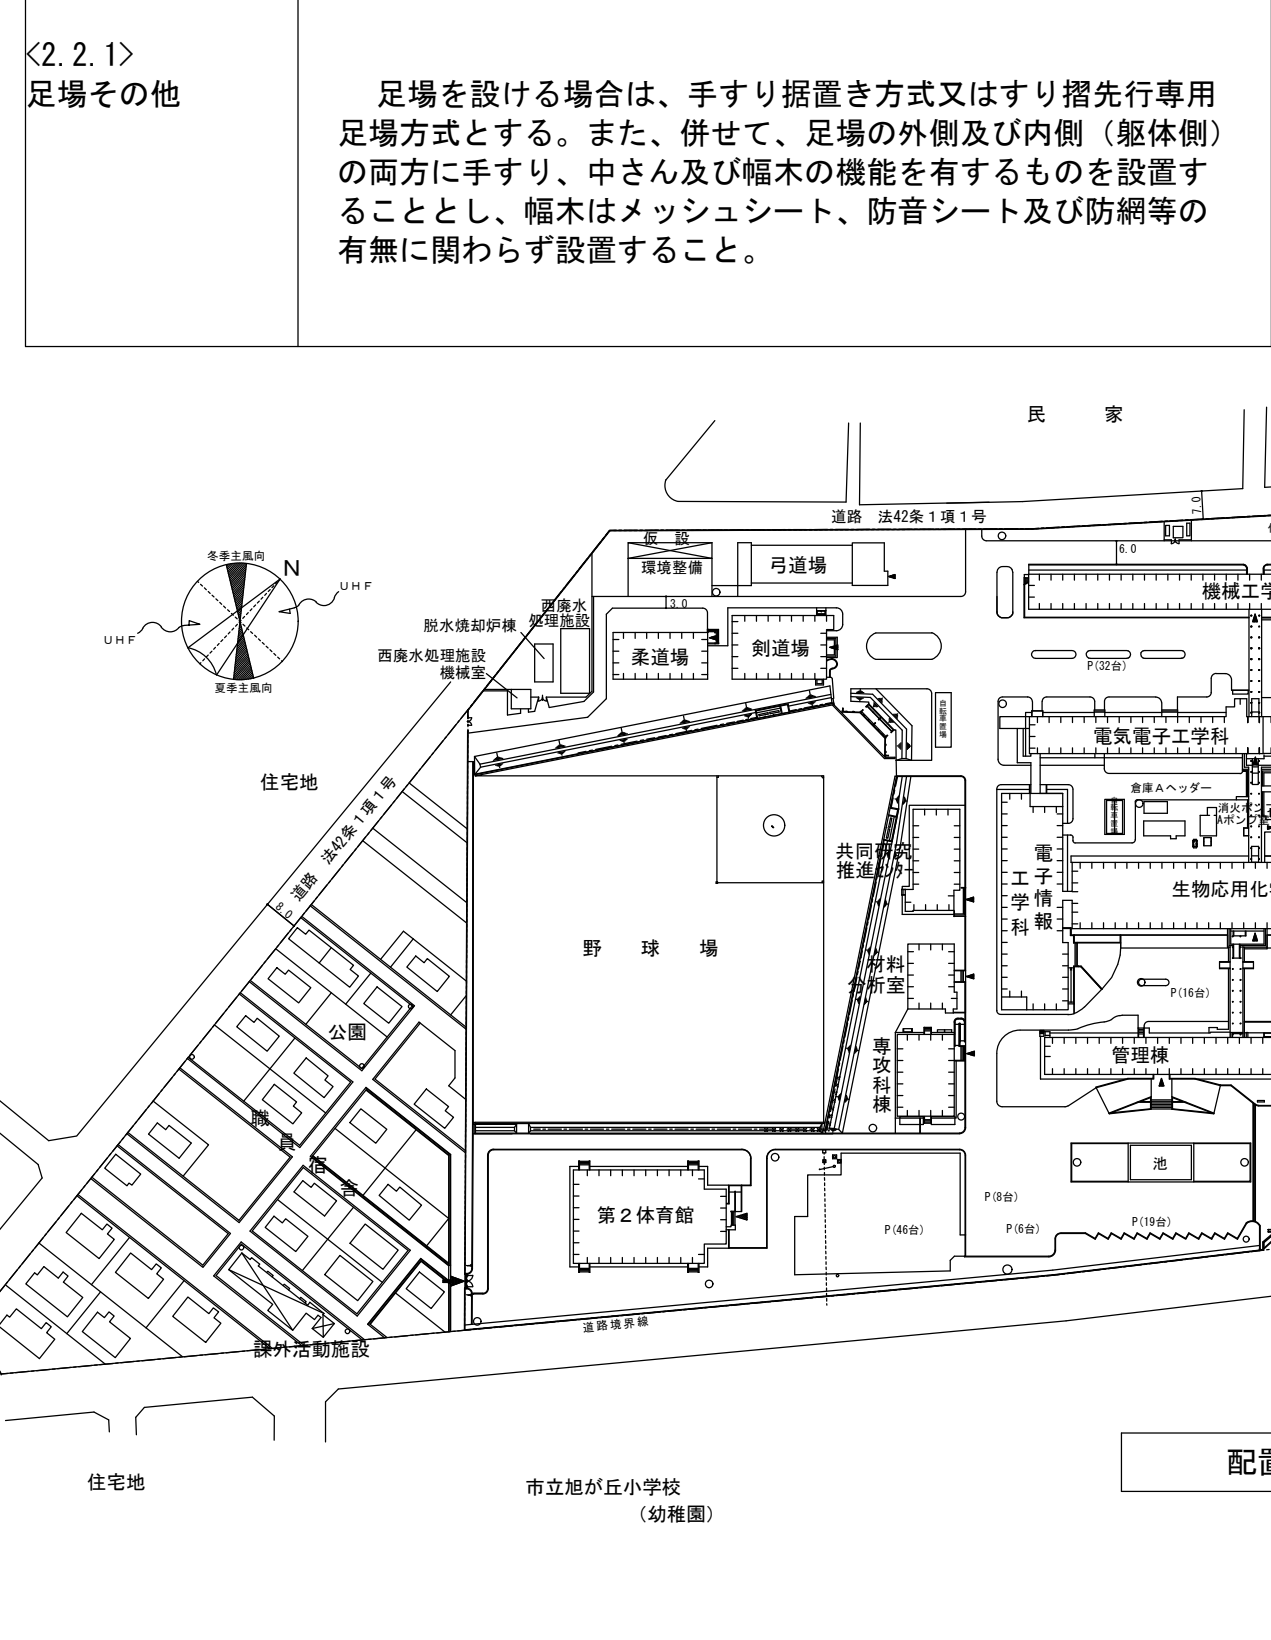 <2.2.1>
足場その他
足場を設ける場合は、手すり据置き方式又はすり摺先行専用
足場方式とする。また、併せて、足場の外側及び内側（躯体側）
の両方に手すり、中さん及び幅木の機能を有するものを設置す
ることとし、幅木はメッシュシート、防音シート及び防網等の
有無に関わらず設置すること。
民　家
7.0
道路　法42条１項１号
仮　設
環境整備
弓道場
6.0
冬季主風向
N
ＵＨＦ
ＵＨＦ
夏季主風向
機械工学
西廃水
処理施設
3.0
脱水焼却炉棟
西廃水処理施設
機械室
柔道場
剣道場
P(32台)
自転車置場
電気電子工学科
住宅地
道路　法42条１項１号
8.0
倉庫Ａヘッダー
自転車置場
消火ポンプ
Aポンプ室
共同研究
推進ｾﾝﾀｰ
電子情報
工学科
生物応用化学
野　球　場
材料
分析室
P(16台)
公園
専攻科棟
管理棟
職員宿舎
池
第２体育館
P(8台)
P(46台)
P(6台)
P(19台)
道路境界線
課外活動施設
配置
住宅地
市立旭が丘小学校
（幼稚園）